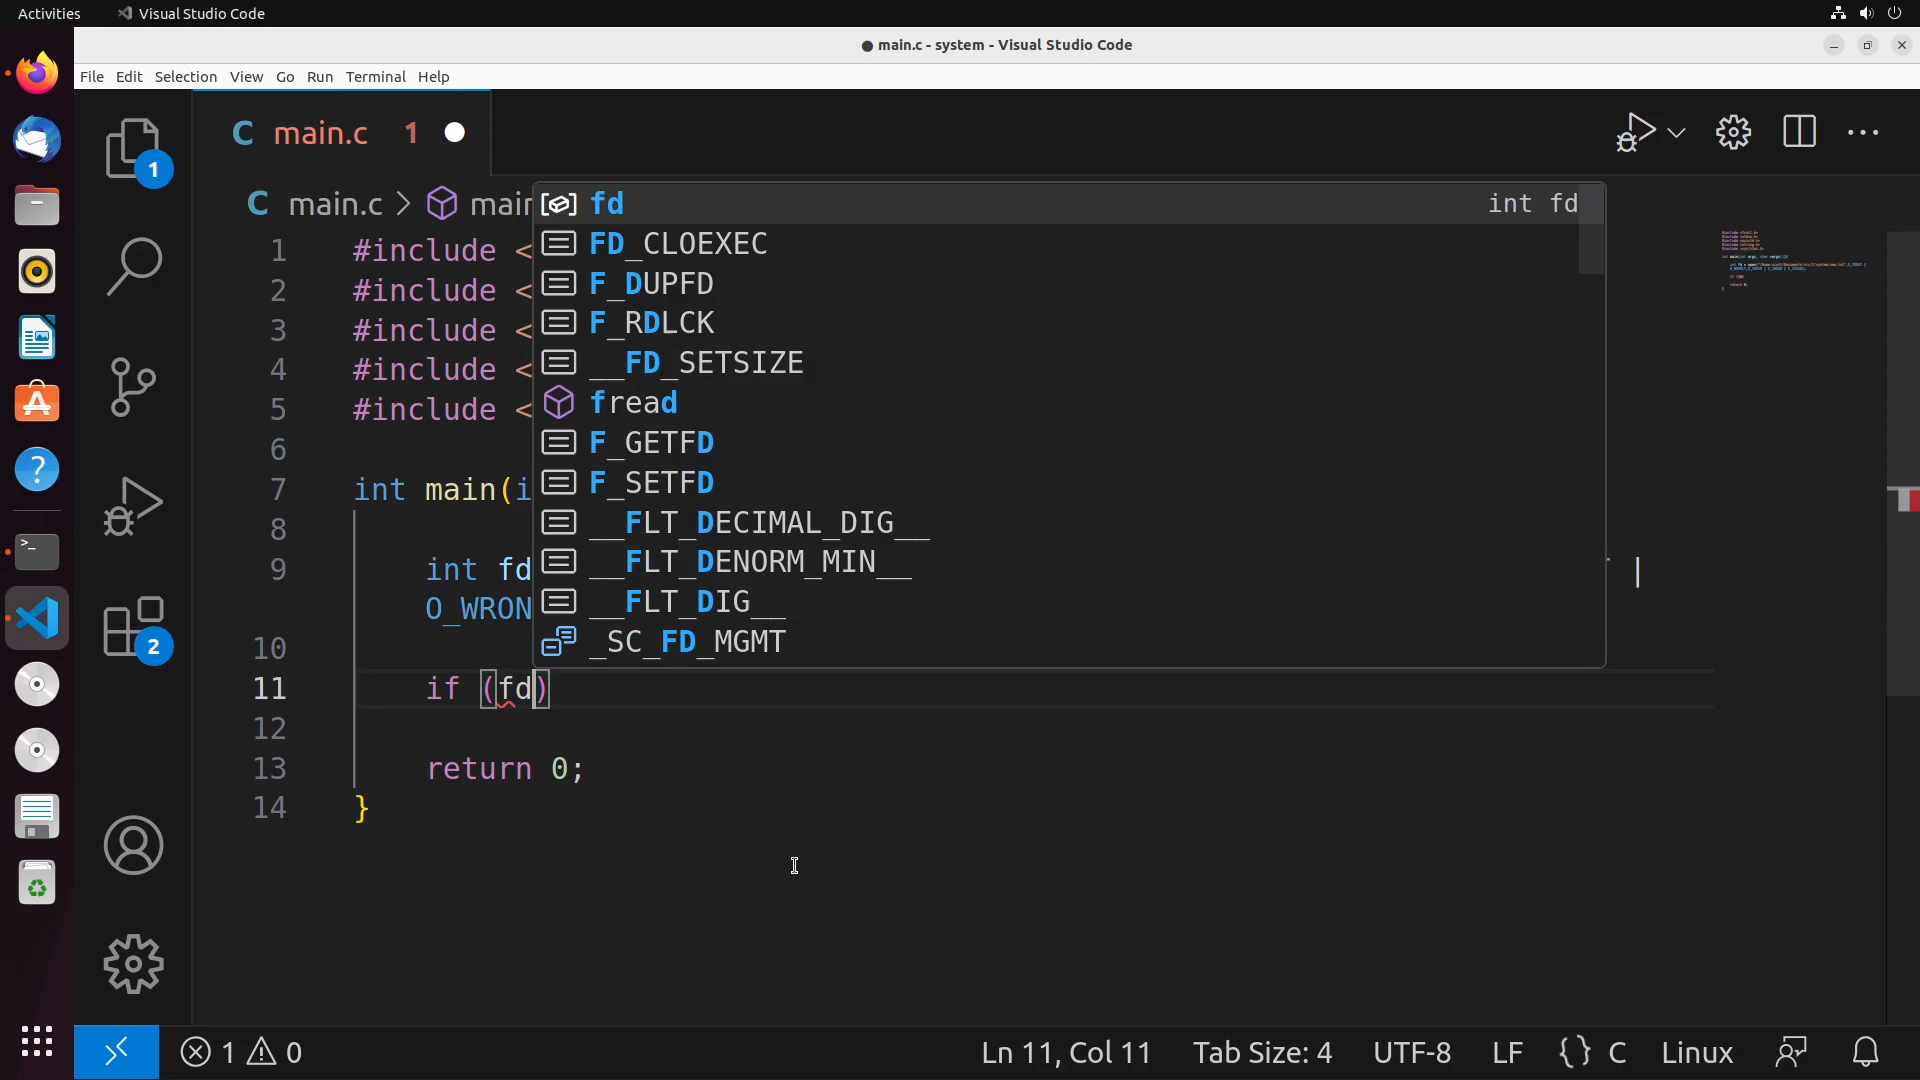 Activities Visual Studio Code
● main.c - system - Visual Studio Code
File Edit Selection View Go Run Terminal Help
C main.c 1
1
C main.c > main
fd int fd
FD_CLOEXEC
F_DUPFD
F_RDLCK
__FD_SETSIZE
fread
F_GETFD
F_SETFD
__FLT_DECIMAL_DIG__
__FLT_DENORM_MIN__
__FLT_DIG__
_SC_FD_MGMT
1 #include <
2 #include <
3 #include <
4 #include <
5 #include <
6
7 int main(i
8
9 int fd |
O_WRON
10
11 if (fd)
12
13 return 0;
14 }
2
1 0 Ln 11, Col 11 Tab Size: 4 UTF-8 LF {} C Linux